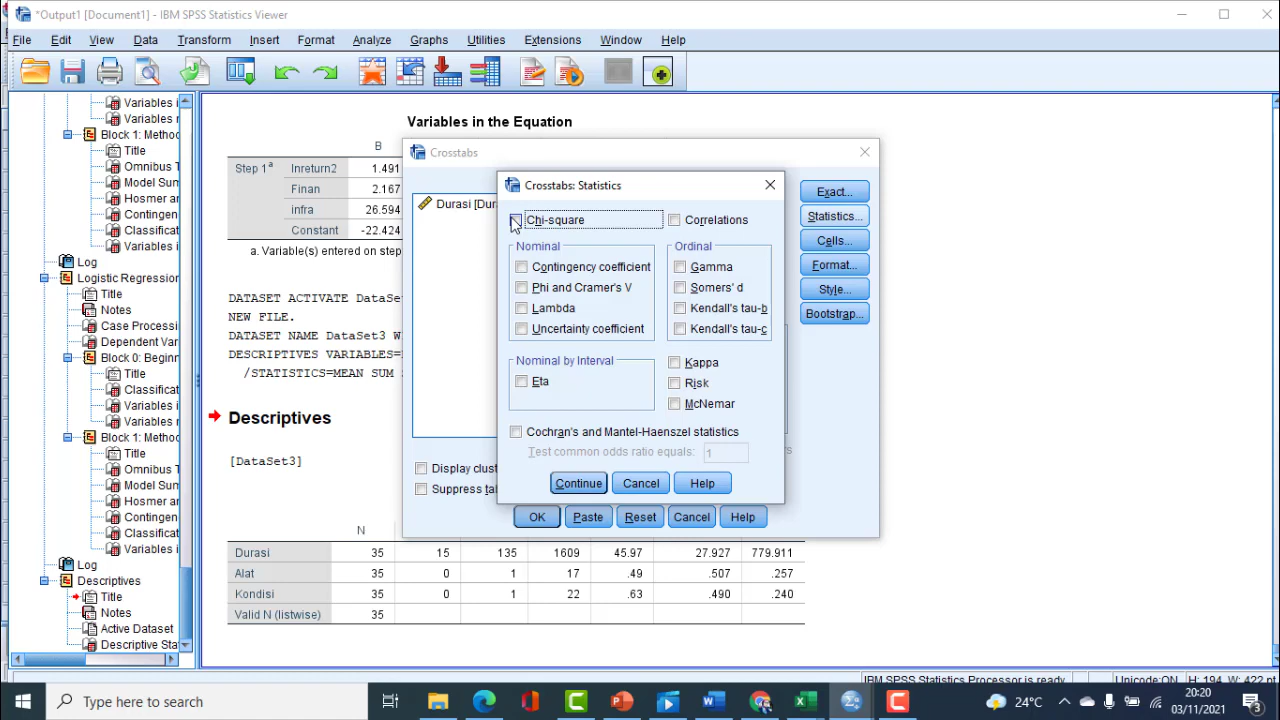 *Output1 [Document1] - IBM SPSS Statistics Viewer
File Edit View Data Transform Insert Format Analyze Graphs Utilities Extensions Window Help
Variables i
Variables r
Block 1: Method
Title
Omnibus T
Model Sum
Hosmer ar
Contingen
Classificat
Variables i
Log
Logistic Regression
Title
Notes
Case Processi
Dependent Var
Block 0: Beginn
Title
Classificat
Variables i
Variables r
Block 1: Method
Title
Omnibus T
Model Sum
Hosmer ar
Contingen
Classificat
Variables i
Log
Descriptives
Title
Notes
Active Dataset
Descriptive Sta
Variables in the Equation
B
Step 1 a lnreturn2 1.491
Finan 2.167
infra 26.594
Constant -22.424
a. Variable(s) entered on step
DATASET ACTIVATE DataSe
NEW FILE.
DATASET NAME DataSet3 W
DESCRIPTIVES VARIABLES=
/STATISTICS=MEAN SUM
Descriptives
[DataSet3]
N
Durasi 35 15 135 1609 45.97 27.927 779.911
Alat 35 0 1 17 .49 .507 .257
Kondisi 35 0 1 22 .63 .490 .240
Valid N (listwise) 35
Crosstabs
Durasi [Dur
Display clust
Suppress tal
Exact...
Statistics...
Cells...
Format...
Style...
Bootstrap...
OK Paste Reset Cancel Help
Crosstabs: Statistics
Chi-square Correlations
Nominal
Contingency coefficient
Phi and Cramer's V
Lambda
Uncertainty coefficient
Ordinal
Gamma
Somers' d
Kendall's tau-b
Kendall's tau-c
Nominal by Interval
Eta
Kappa
Risk
McNemar
Cochran's and Mantel-Haenszel statistics
Test common odds ratio equals: 1
Continue Cancel Help
IBM SPSS Statistics Processor is ready Unicode:ON H: 194, W: 422 pt
Type here to search
24°C
20:20
03/11/2021
3